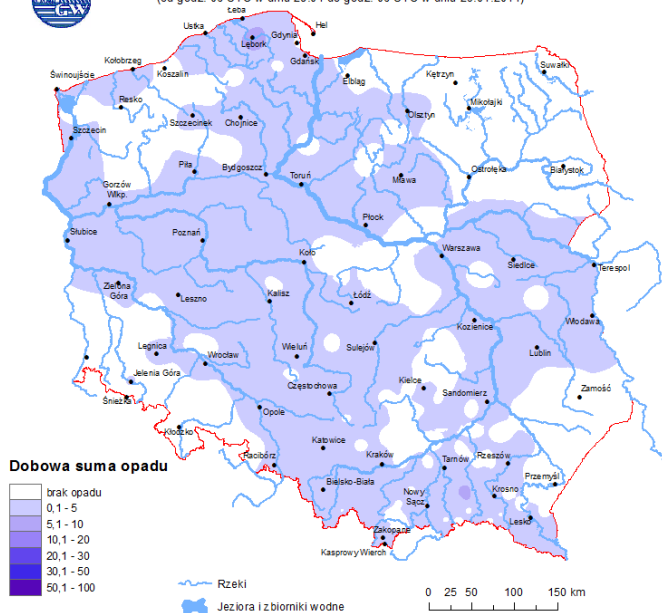 Łeba
Hel
Ustka
Gdynia
Lębork
Gdańsk
Kołobrzeg
Koszalin
Elbląg
Kętrzyn
Suwałki
Świnoujście
Resko
Mikołajki
Szczecinek
Chojnice
Olsztyn
Szczecin
Piła
Bydgoszcz
Toruń
Mława
Ostrołęka
Białystok
Gorzów
Wlkp.
Płock
Słubice
Poznań
Koło
Warszawa
Siedlce
Terespol
Zielona
Góra
Leszno
Kalisz
Łódź
Kozienice
Włodawa
Legnica
Wrocław
Wieluń
Sulejów
Lublin
Jelenia Góra
Śnieżka
Częstochowa
Kielce
Sandomierz
Zamość
Opole
Kłodzko
Katowice
Kraków
Tarnów
Rzeszów
Racibórz
Przemyśl
Bielsko-Biała
Nowy
Sącz
Krosno
Lesko
Zakopane
Kasprowy Wierch
Dobowa suma opadu
brak opadu
0,1 - 5
5,1 - 10
10,1 - 20
20,1 - 30
30,1 - 50
50,1 - 100
Rzeki
Jeziora i zbiorniki wodne
0 25 50 100 150 km